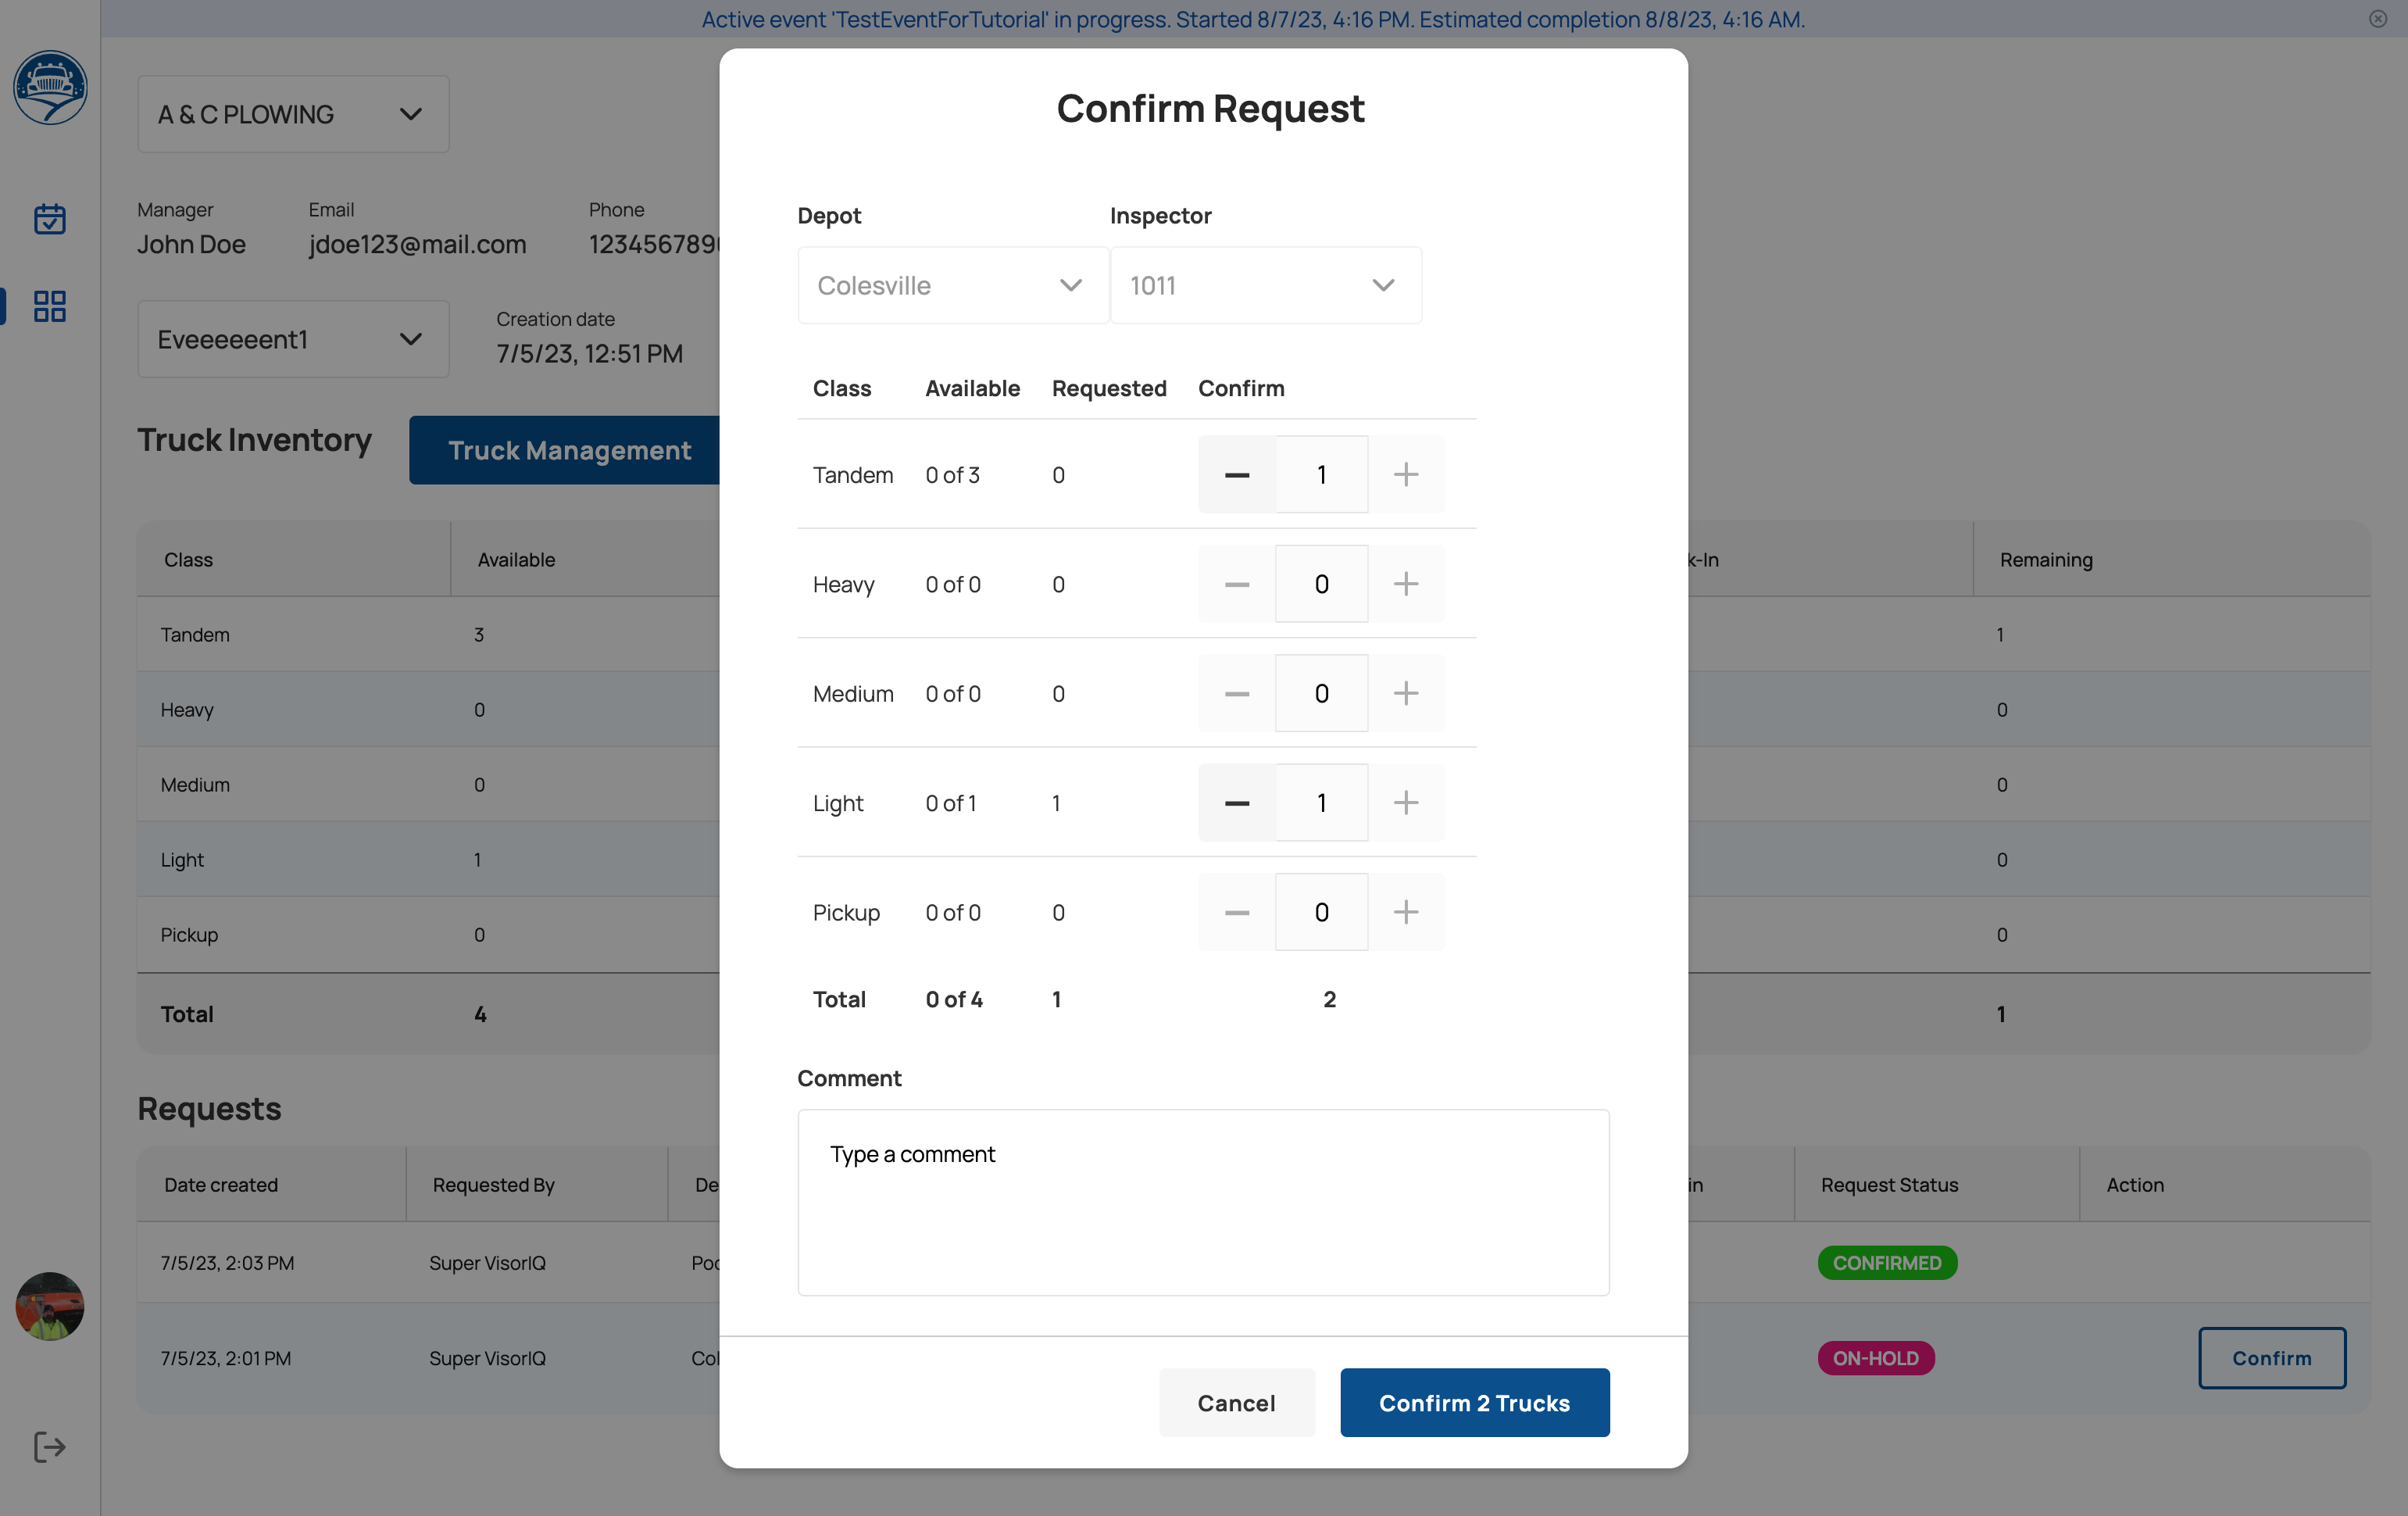 Active event 'TestEventForTutorial' in progress. Started 8/7/23, 4:16 PM. Estimated completion 8/8/23, 4:16 AM.
A & C PLOWING
Manager Email Phone
John Doe jdoe123@mail.com 123456789
Eveeeeeent1
Creation date
7/5/23, 12:51 PM
Truck Inventory
Truck Management
Class Available k-In Remaining
Tandem 3 1
Heavy 0 0
Medium 0 0
Light 1 0
Pickup 0 0
Total 4 1
Requests
Date created Requested By De in Request Status Action
7/5/23, 2:03 PM Super VisorIQ CONFIRMED
7/5/23, 2:01 PM Super VisorIQ Col ON-HOLD Confirm
Confirm Request
Depot Inspector
Colesville 1011
Class Available Requested Confirm
Tandem 0 of 3 0 1
Heavy 0 of 0 0 0
Medium 0 of 0 0 0
Light 0 of 1 1 1
Pickup 0 of 0 0 0
Total 0 of 4 1 2
Comment
Type a comment
Cancel Confirm 2 Trucks